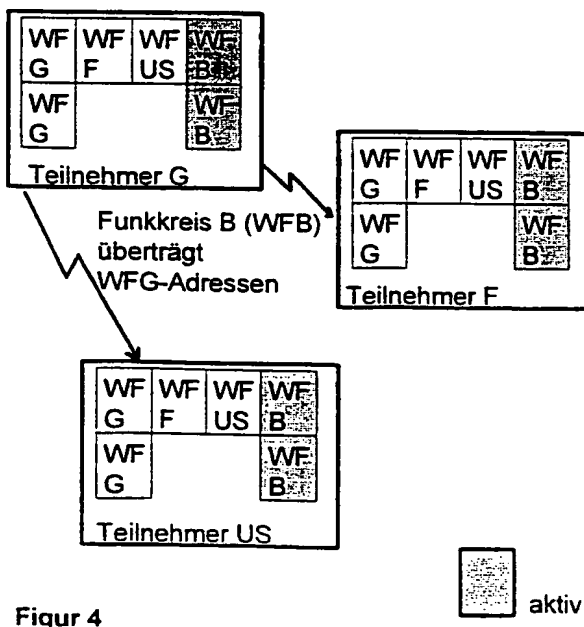 WF WF WF WF
G F US B
WF WF
G B
Teilnehmer G
WF WF WF WF
G F US B
WF WF
G B
Teilnehmer F
Funkkreis B (WFB)
überträgt
WFG-Adressen
WF WF WF WF
G F US B
WF WF
G B
Teilnehmer US
aktiv
Figur 4